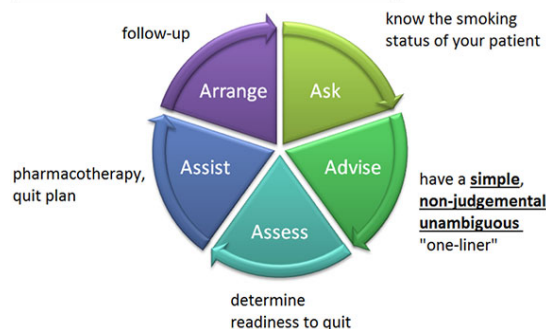 follow-up
know the smoking
status of your patient
Arrange
Ask
Assist
Advise
Assess
pharmacotherapy,
quit plan
have a simple,
non-judgemental
unambiguous
"one-liner"
determine
readiness to quit